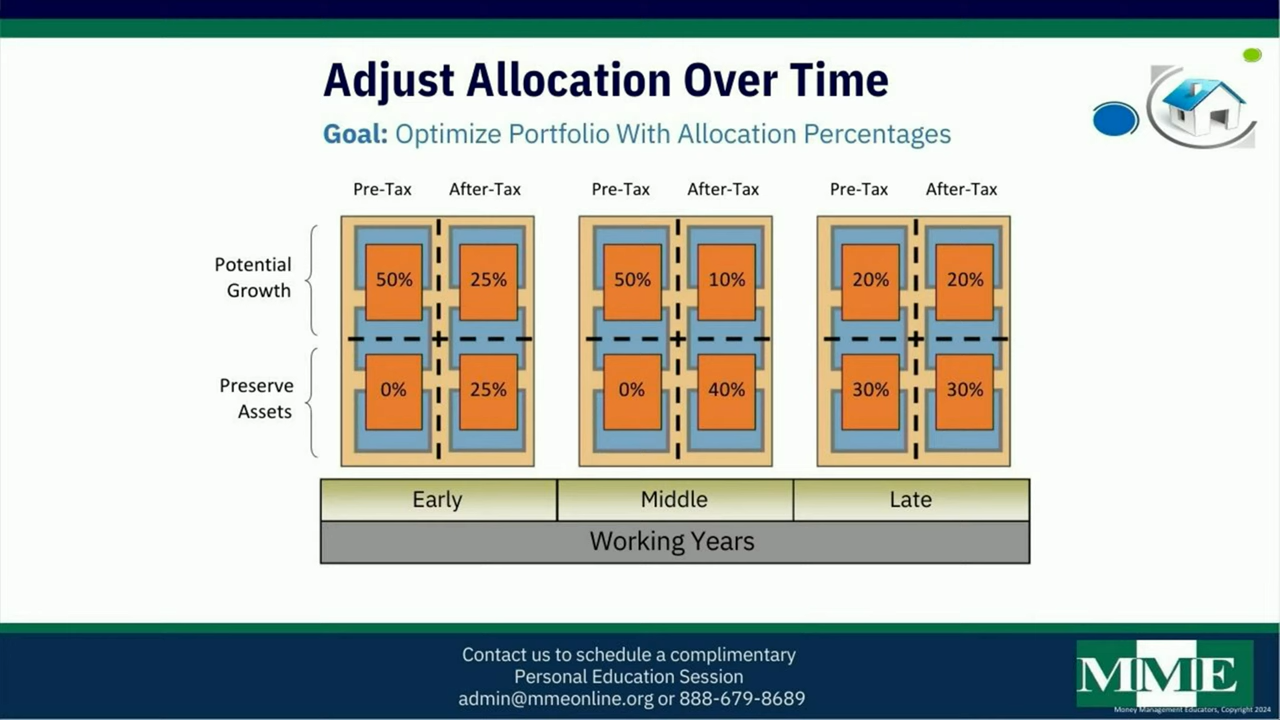 Adjust Allocation Over Time
Goal: Optimize Portfolio With Allocation Percentages
Pre-Tax After-Tax Pre-Tax After-Tax Pre-Tax After-Tax
Potential
Growth
50% 25% 50% 10% 20% 20%
Preserve
Assets
0% 25% 0% 40% 30% 30%
Early Middle Late
Working Years
Contact us to schedule a complimentary
Personal Education Session
admin@mmeonline.org or 888-679-8689
MME
Money Management Educators, Copyright 2024